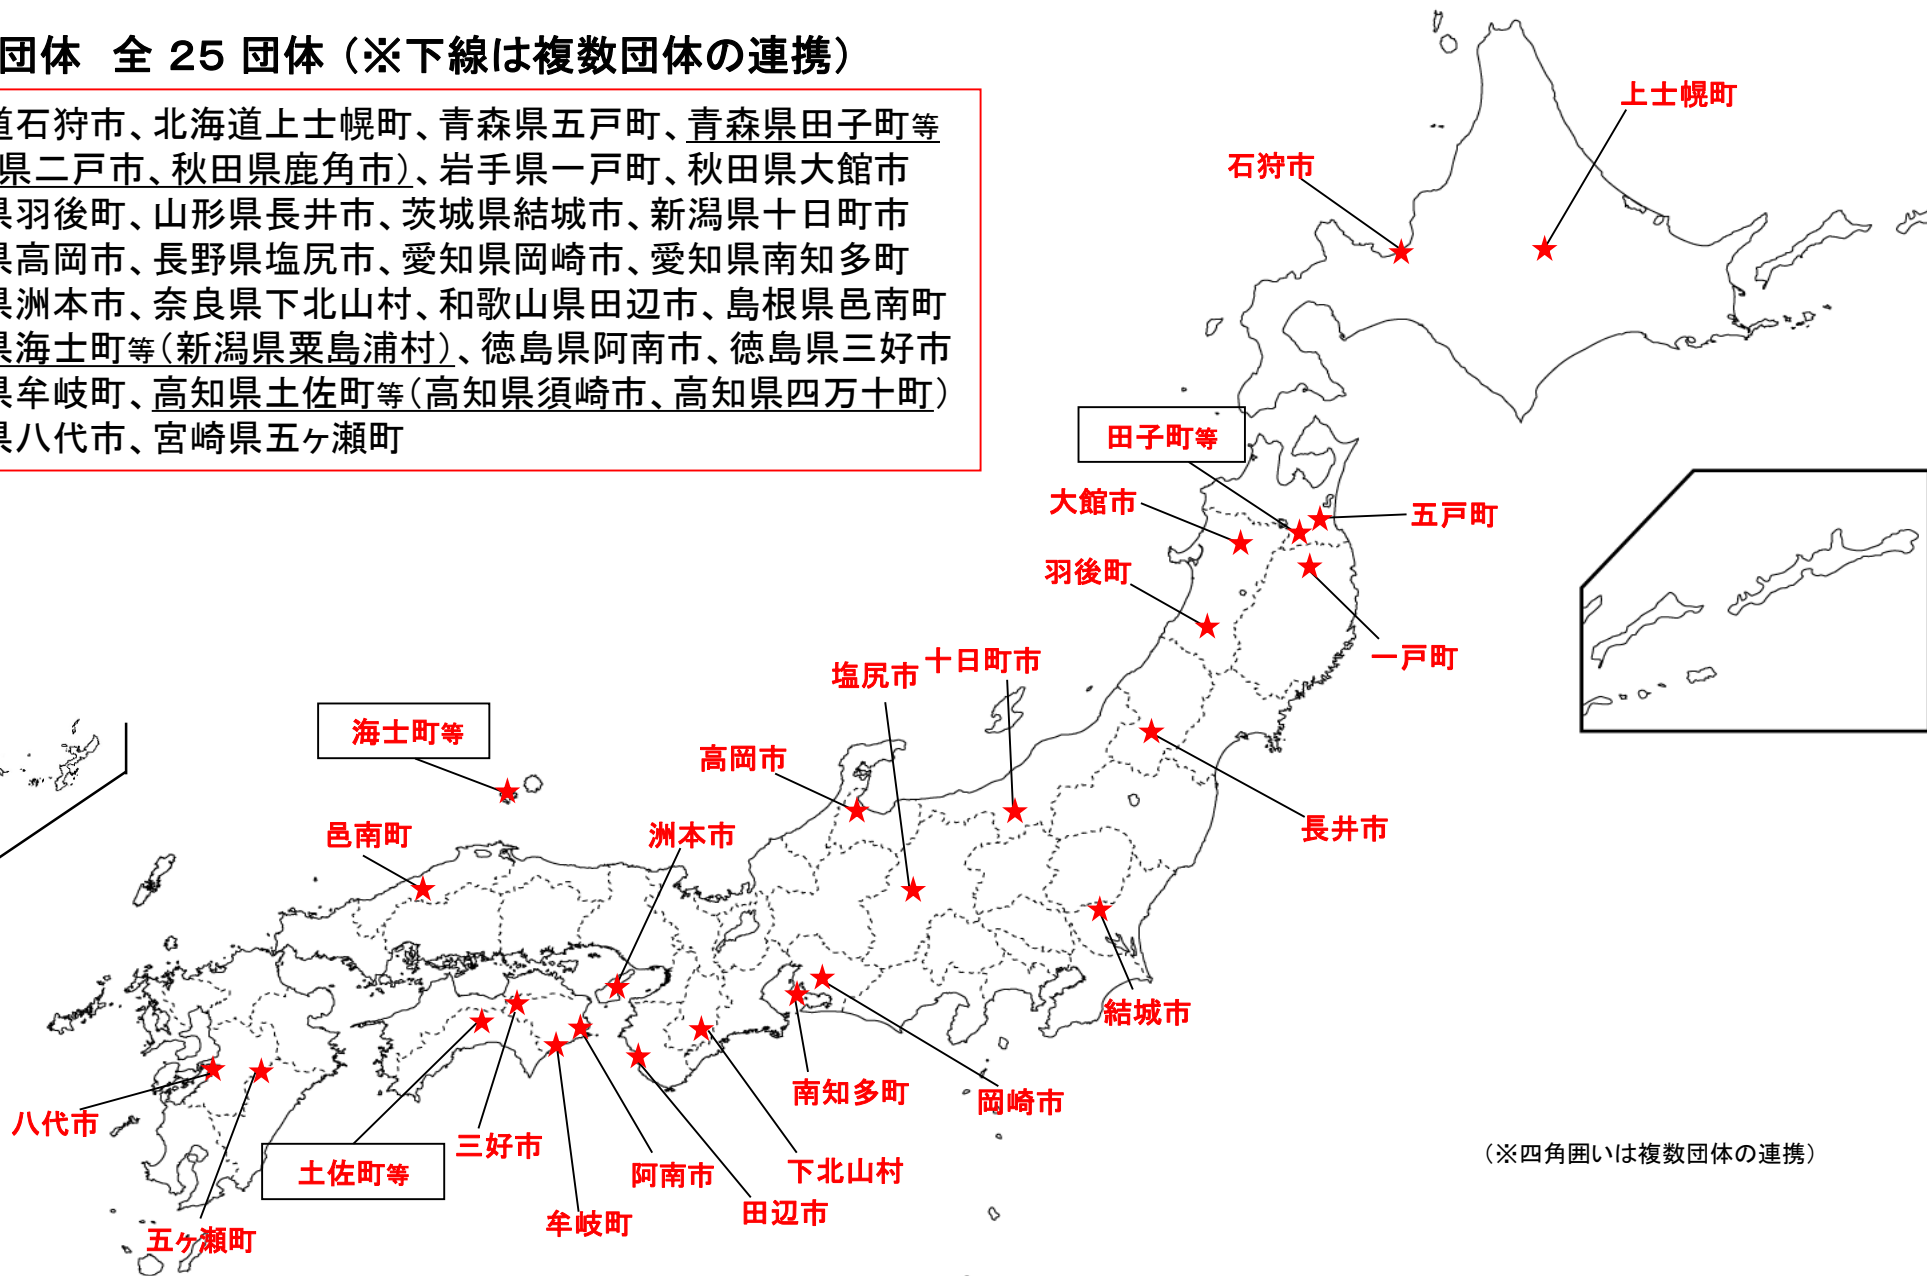 団体 全 25 団体（※下線は複数団体の連携）
道石狩市、北海道上士幌町、青森県五戸町、青森県田子町等
県二戸市、秋田県鹿角市）、岩手県一戸町、秋田県大館市
県羽後町、山形県長井市、茨城県結城市、新潟県十日町市
県高岡市、長野県塩尻市、愛知県岡崎市、愛知県南知多町
県洲本市、奈良県下北山村、和歌山県田辺市、島根県邑南町
県海士町等（新潟県粟島浦村）、徳島県阿南市、徳島県三好市
県牟岐町、高知県土佐町等（高知県須崎市、高知県四万十町）
県八代市、宮崎県五ヶ瀬町
上士幌町
石狩市
田子町等
大館市
五戸町
羽後町
一戸町
十日町市
塩尻市
海士町等
高岡市
長井市
邑南町
洲本市
結城市
南知多町
岡崎市
八代市
三好市
土佐町等
阿南市
下北山村
田辺市
牟岐町
五ヶ瀬町
（※四角囲いは複数団体の連携）